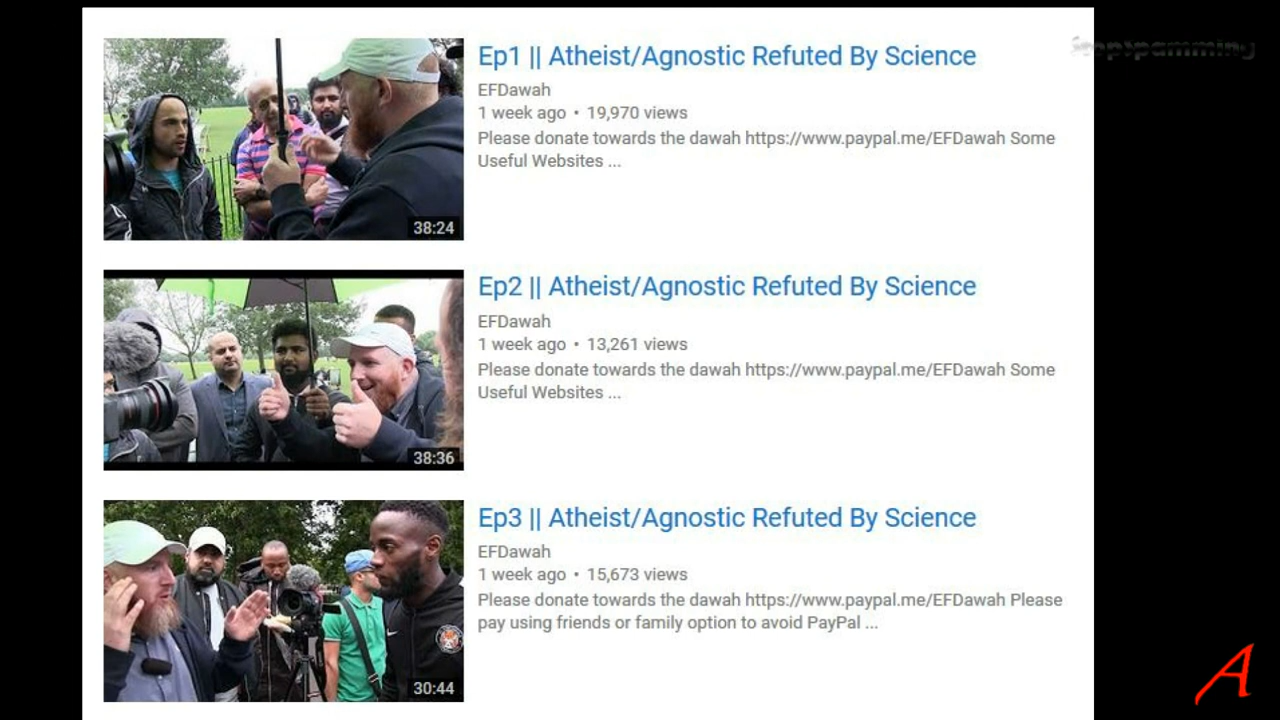 Ep1 || Atheist/Agnostic Refuted By Science
EFDawah
1 week ago • 19,970 views
Please donate towards the dawah https://www.paypal.me/EFDawah Some
Useful Websites ...
38:24
Ep2 || Atheist/Agnostic Refuted By Science
EFDawah
1 week ago • 13,261 views
Please donate towards the dawah https://www.paypal.me/EFDawah Some
Useful Websites ...
38:36
Ep3 || Atheist/Agnostic Refuted By Science
EFDawah
1 week ago • 15,673 views
Please donate towards the dawah https://www.paypal.me/EFDawah Please
pay using friends or family option to avoid PayPal ...
30:44
A